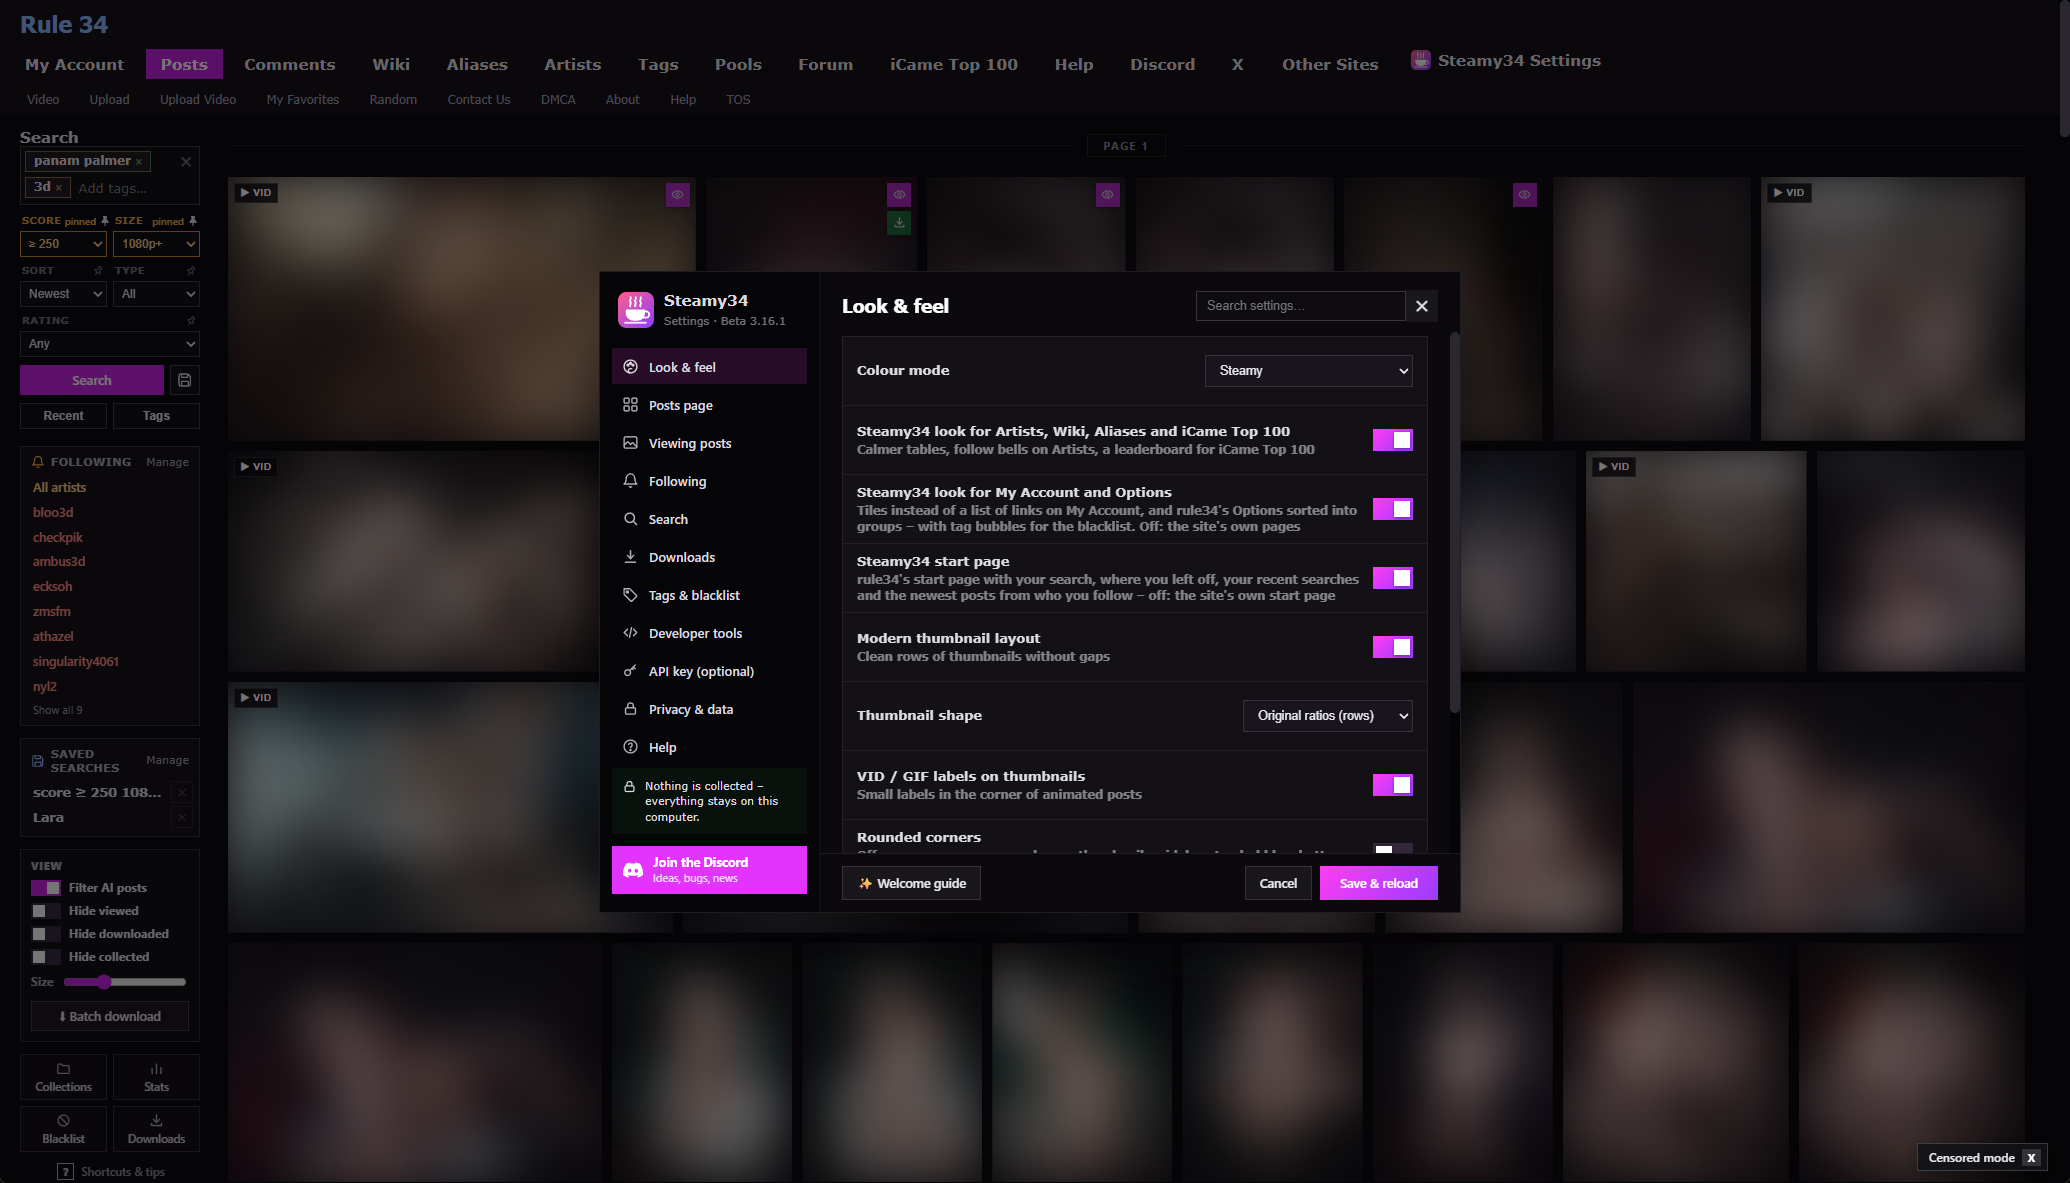 Rule 34
My Account Posts Comments Wiki Aliases Artists Tags Pools Forum iCame Top 100 Help Discord X Other Sites Steamy34 Settings
Video Upload Upload Video My Favorites Random Contact Us DMCA About Help TOS
Search
panam palmer ×
3d × Add tags...
SCORE pinned SIZE pinned
≥ 250 1080p+
SORT TYPE
Newest All
RATING
Any
Search
Recent Tags
FOLLOWING Manage
All artists
bloo3d
checkpik
ambus3d
ecksoh
zmsfm
athazel
singularity4061
nyl2
Show all 9
SAVED SEARCHES Manage
score ≥ 250 108... ×
Lara ×
VIEW
Filter AI posts
Hide viewed
Hide downloaded
Hide collected
Size
⬇ Batch download
Collections Stats
Blacklist Downloads
? Shortcuts & tips
PAGE 1
▶ VID
▶ VID
▶ VID
▶ VID
▶ VID
Steamy34
Settings · Beta 3.16.1
Look & feel
Posts page
Viewing posts
Following
Search
Downloads
Tags & blacklist
Developer tools
API key (optional)
Privacy & data
Help
Nothing is collected –
everything stays on this
computer.
Join the Discord
Ideas, bugs, news
Look & feel
Search settings...
Colour mode Steamy
Steamy34 look for Artists, Wiki, Aliases and iCame Top 100
Calmer tables, follow bells on Artists, a leaderboard for iCame Top 100
Steamy34 look for My Account and Options
Tiles instead of a list of links on My Account, and rule34's Options sorted into
groups – with tag bubbles for the blacklist. Off: the site's own pages
Steamy34 start page
rule34's start page with your search, where you left off, your recent searches
and the newest posts from who you follow – off: the site's own start page
Modern thumbnail layout
Clean rows of thumbnails without gaps
Thumbnail shape Original ratios (rows)
VID / GIF labels on thumbnails
Small labels in the corner of animated posts
Rounded corners
✨ Welcome guide Cancel Save & reload
Censored mode X